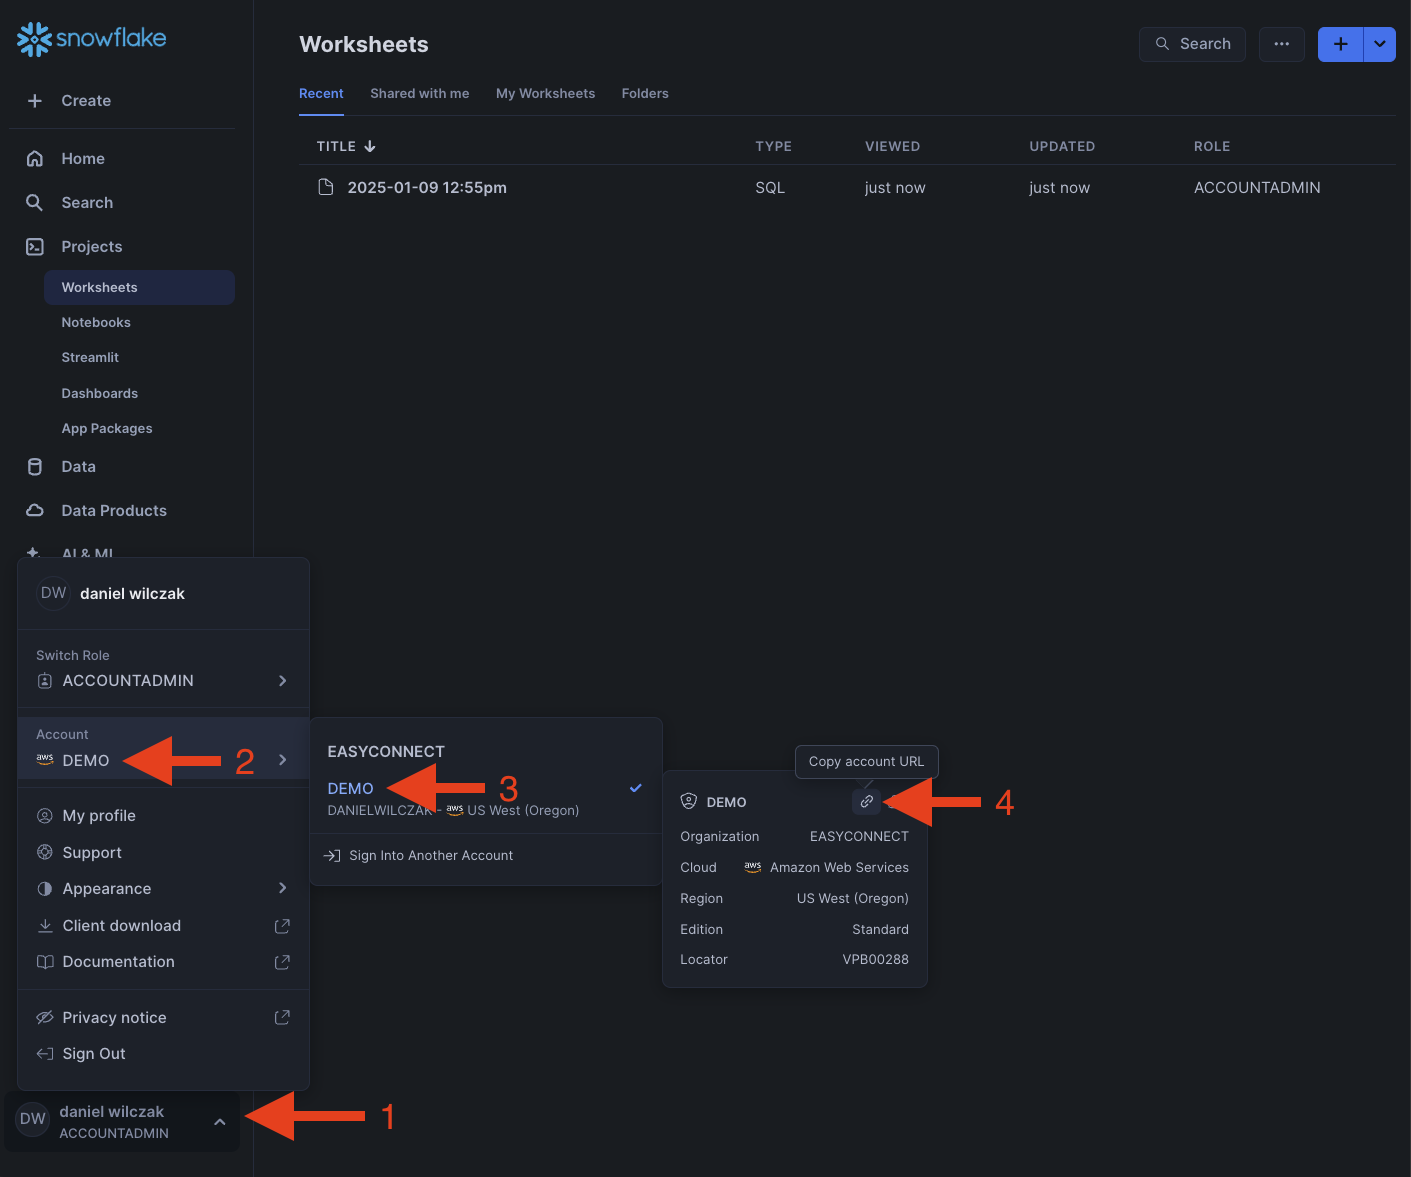 snowflake
Create
Home
Search
Projects
Worksheets
Notebooks
Streamlit
Dashboards
App Packages
Data
Data Products
AI & ML
Worksheets
Search
Recent Shared with me My Worksheets Folders
TITLE TYPE VIEWED UPDATED ROLE
2025-01-09 12:55pm SQL just now just now ACCOUNTADMIN
DW daniel wilczak
Switch Role
ACCOUNTADMIN
Account
aws DEMO 2
My profile
Support
Appearance
Client download
Documentation
Privacy notice
Sign Out
DW daniel wilczak
ACCOUNTADMIN
1
EASYCONNECT
DEMO 3
DANIELWILCZAK - aws US West (Oregon)
Sign Into Another Account
Copy account URL
DEMO 4
Organization EASYCONNECT
Cloud aws Amazon Web Services
Region US West (Oregon)
Edition Standard
Locator VPB00288